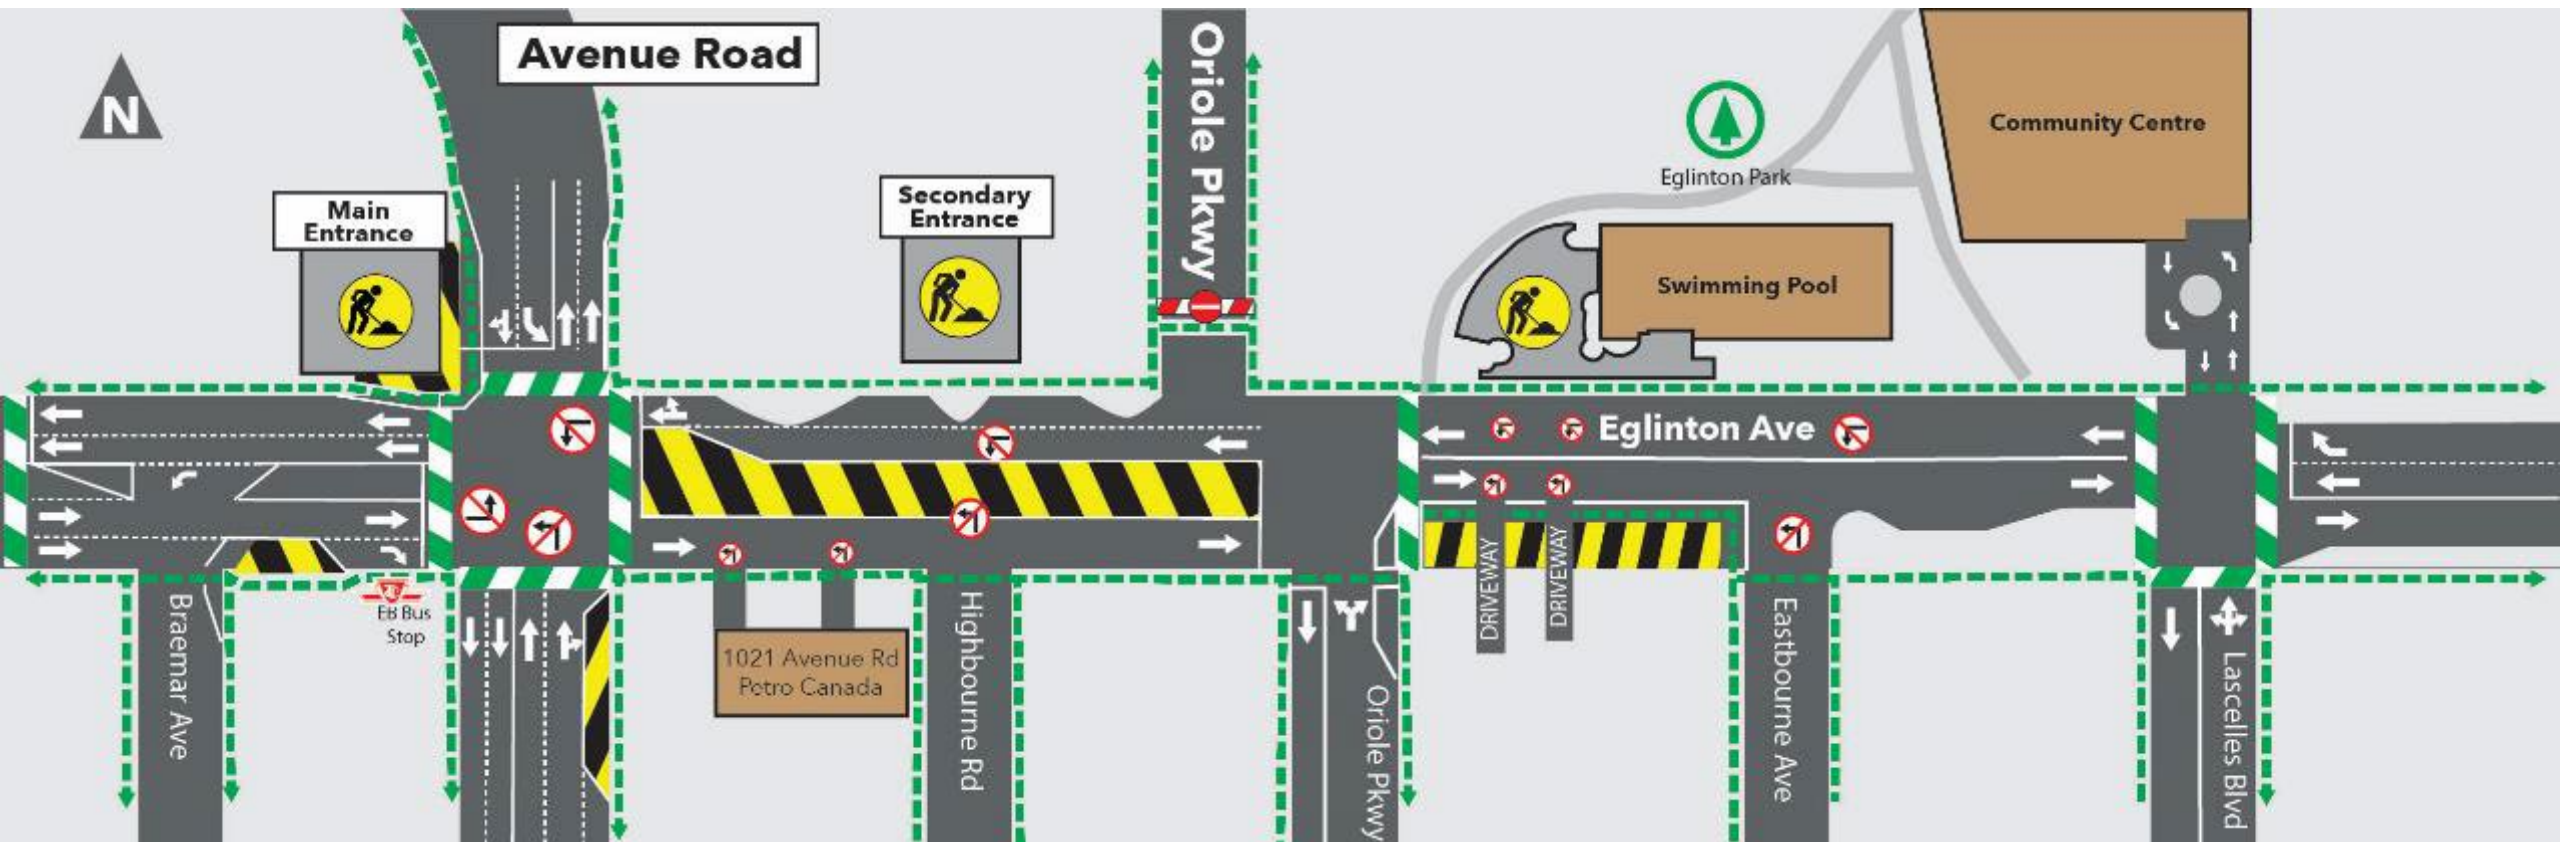 Avenue Road
N
Oriole Pkwy
Community Centre
Eglinton Park
Main
Entrance
Secondary
Entrance
Swimming Pool
Eglinton Ave
EB Bus
Stop
Braemar Ave
1021 Avenue Rd
Petro Canada
Highbourne Rd
Oriole Pkwy
DRIVEWAY
DRIVEWAY
Eastbourne Ave
Lascelles Blvd